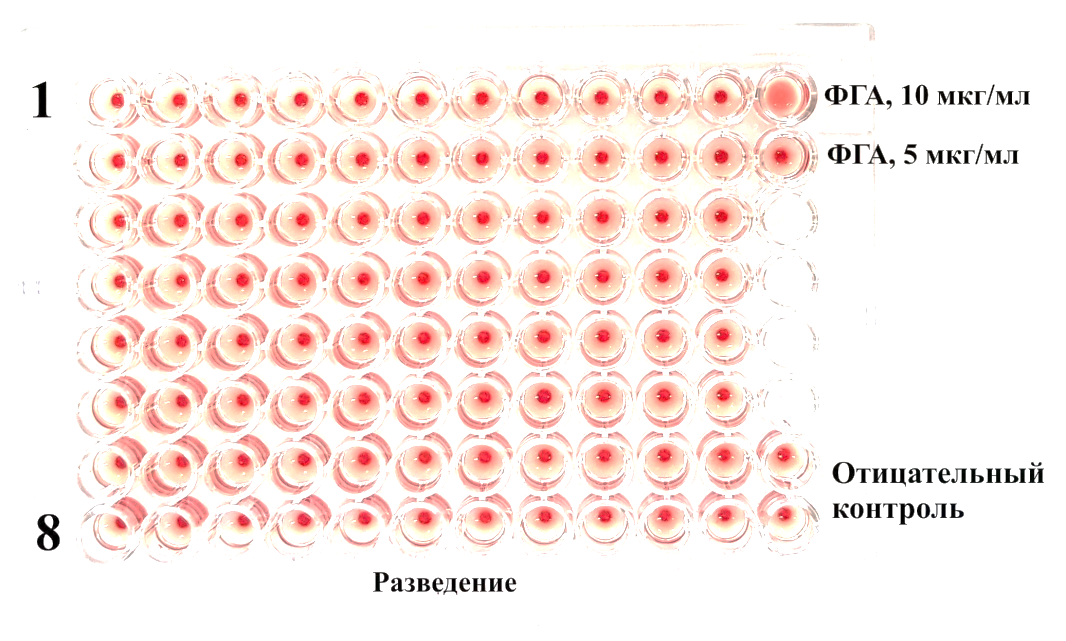 1
ФГА, 10 мкг/мл
ФГА, 5 мкг/мл
Отицательный
контроль
8
Разведение